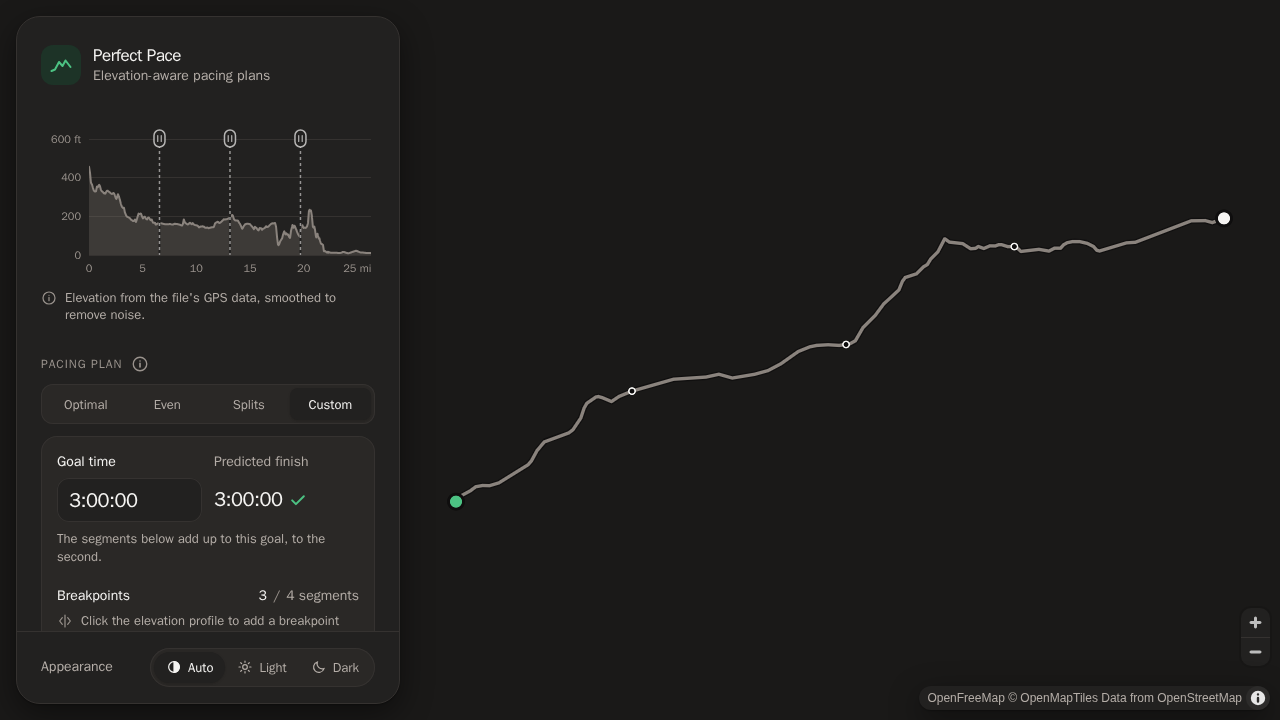 Perfect Pace
Elevation-aware pacing plans
600 ft
400
200
0
0 5 10 15 20 25 mi
Elevation from the file's GPS data, smoothed to
remove noise.
PACING PLAN
Optimal Even Splits Custom
Goal time Predicted finish
3:00:00 3:00:00
The segments below add up to this goal, to the
second.
Breakpoints 3 / 4 segments
Click the elevation profile to add a breakpoint
Appearance Auto Light Dark
OpenFreeMap © OpenMapTiles Data from OpenStreetMap